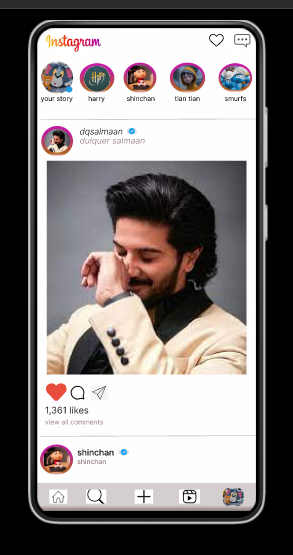 Instagram
your story harry shinchan tian tian smurfs
dqsalmaan
dulquer salmaan
1,361 likes
view all comments
shinchan
shinchan